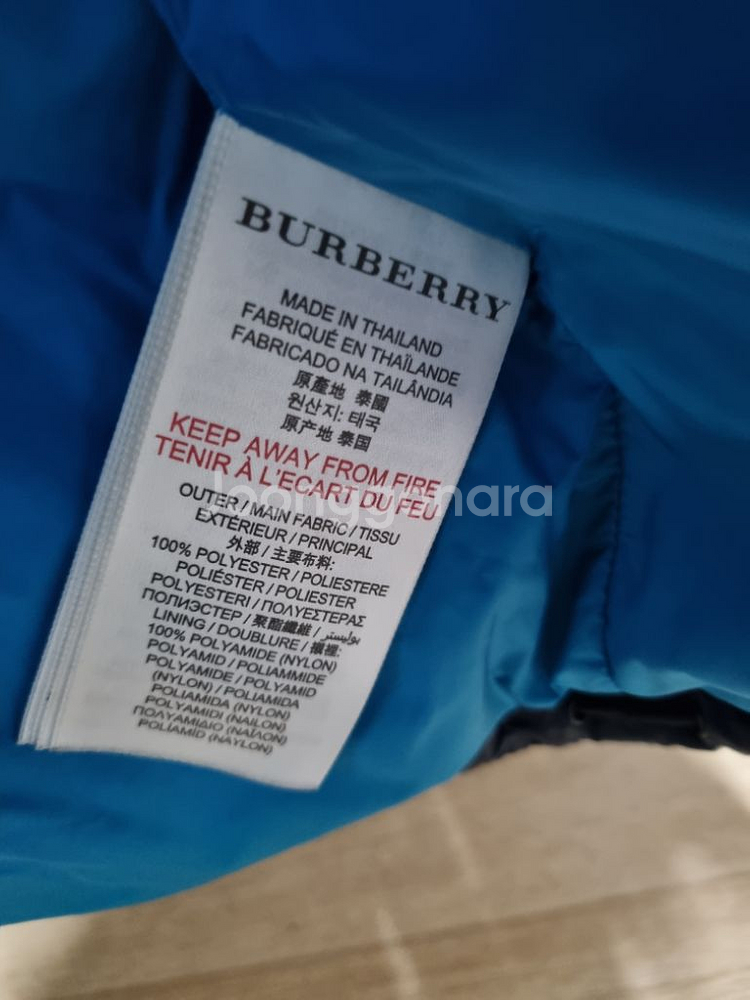 BURBERRY
MADE IN THAILAND
FABRIQUÉ EN THAÏLANDE
FABRICADO NA TAILÂNDIA
原產地 泰國
원산지: 태국
原产地 泰国
KEEP AWAY FROM FIRE
TENIR À L'ECART DU FEU
Joonggonara
OUTER / MAIN FABRIC / TISSU
EXTÉRIEUR / PRINCIPAL
外部 / 主要布料:
100% POLYESTER / POLIESTERE
POLIÉSTER / POLIESTER
POLYESTERI / ΠΟΛΥΕΣΤΕΡΑΣ
ПОЛИЭСТЕР / 聚酯纖維 / بوليستر
LINING / DOUBLURE / 襯裡:
100% POLYAMIDE (NYLON)
POLYAMID / POLIAMMIDE
POLYAMIDE / POLYAMID
(NYLON) / POLIAMIDA
POLIAMIDA (NYLON)
POLYAMIDI (NAILON)
ΠΟΛΥΑΜΙΔΙΟ (ΝΑΪΛΟΝ)
POLIAMID (NAYLON)